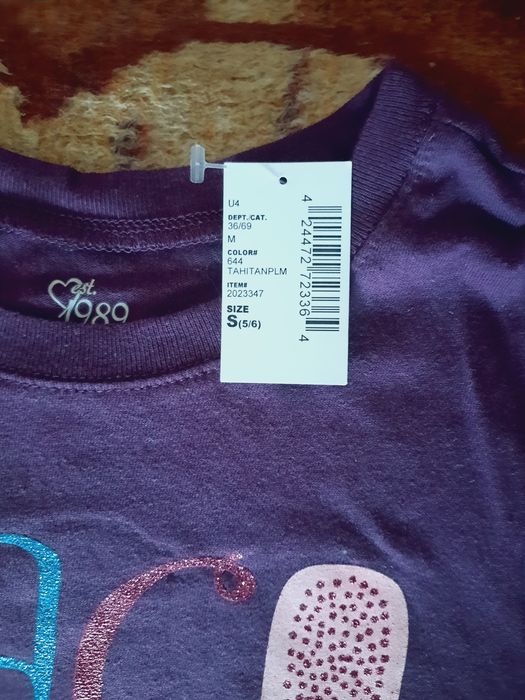 U4
DEPT./CAT.
36/69
M
COLOR#
644
TAHITANPLM
ITEM#
2023347
SIZE
S(5/6)
4 24472 72336 4
est.
1989